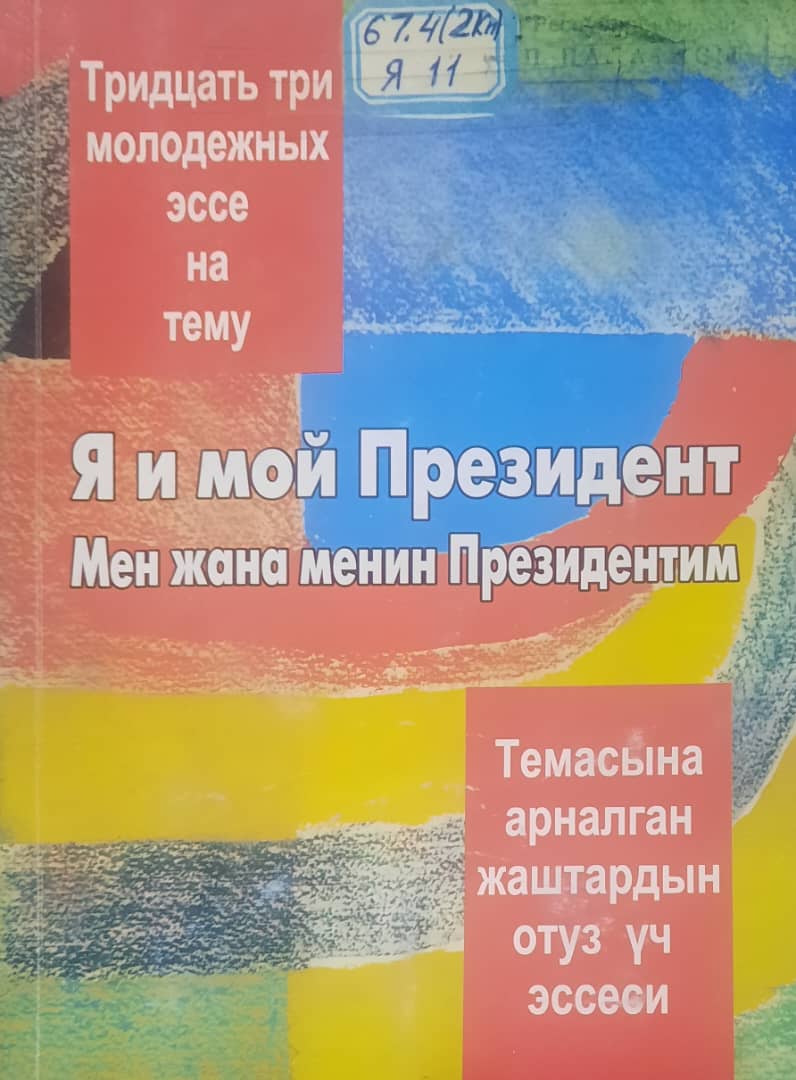 67.4(2Кп)
Я 11
Тридцать три
молодежных
эссе
на
тему
Я и мой Президент
Мен жана менин Президентим
Темасына
арналган
жаштардын
отуз үч
эссеси